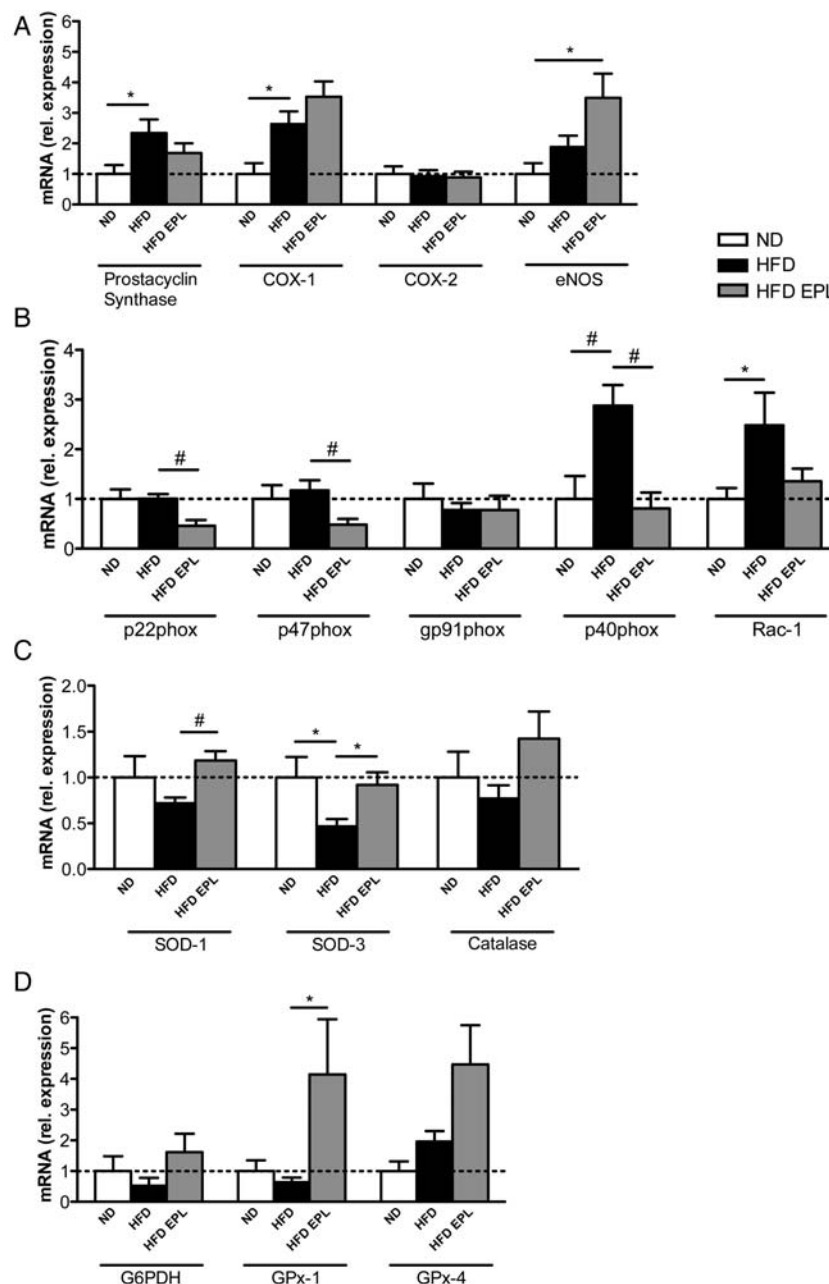 A
mRNA (rel. expression)
6
5
4
3
2
1
0
*
*
*
ND
HFD
HFD EPL
ND
HFD
HFD EPL
ND
HFD
HFD EPL
ND
HFD
HFD EPL
Prostacyclin
Synthase
COX-1
COX-2
eNOS
ND
HFD
HFD EPL
B
mRNA (rel. expression)
4
3
2
1
0
#
#
#
#
*
ND
HFD
HFD EPL
ND
HFD
HFD EPL
ND
HFD
HFD EPL
ND
HFD
HFD EPL
ND
HFD
HFD EPL
p22phox
p47phox
gp91phox
p40phox
Rac-1
C
mRNA (rel. expression)
2.0
1.5
1.0
0.5
0.0
#
*
*
ND
HFD
HFD EPL
ND
HFD
HFD EPL
ND
HFD
HFD EPL
SOD-1
SOD-3
Catalase
D
mRNA (rel. expression)
6
5
4
3
2
1
0
*
ND
HFD
HFD EPL
ND
HFD
HFD EPL
ND
HFD
HFD EPL
G6PDH
GPx-1
GPx-4